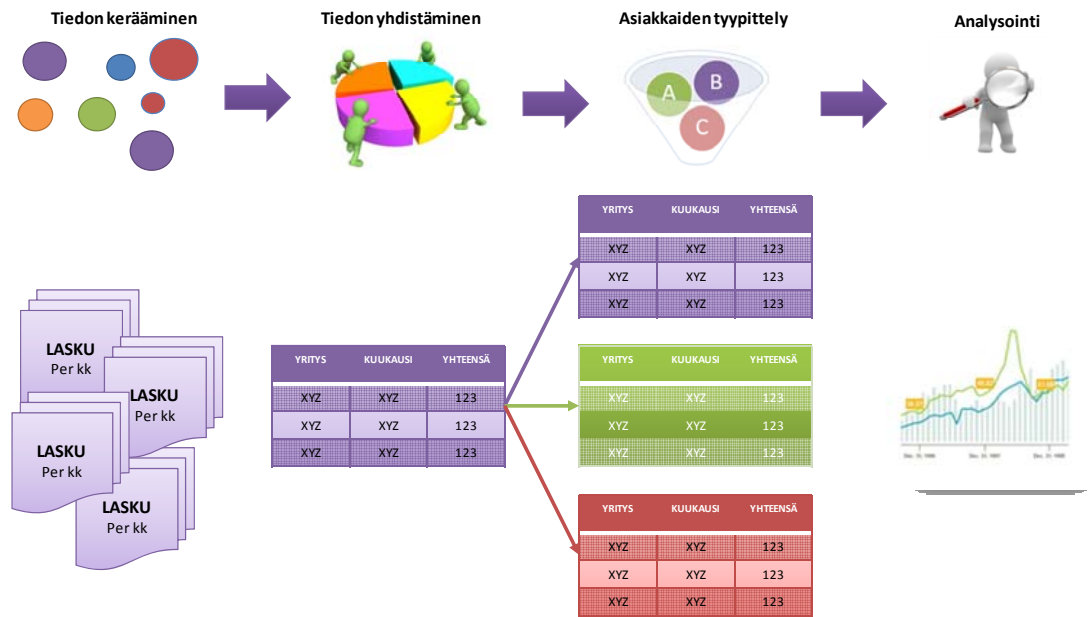 Tiedon kerääminen
Tiedon yhdistäminen
Asiakkaiden tyypittely
Analysointi
A
B
C
LASKU
Per kk
LASKU
Per kk
LASKU
Per kk
LASKU
Per kk
YRITYS KUUKAUSI YHTEENSÄ
XYZ XYZ 123
XYZ XYZ 123
XYZ XYZ 123
YRITYS KUUKAUSI YHTEENSÄ
XYZ XYZ 123
XYZ XYZ 123
XYZ XYZ 123
YRITYS KUUKAUSI YHTEENSÄ
XYZ XYZ 123
XYZ XYZ 123
XYZ XYZ 123
YRITYS KUUKAUSI YHTEENSÄ
XYZ XYZ 123
XYZ XYZ 123
XYZ XYZ 123